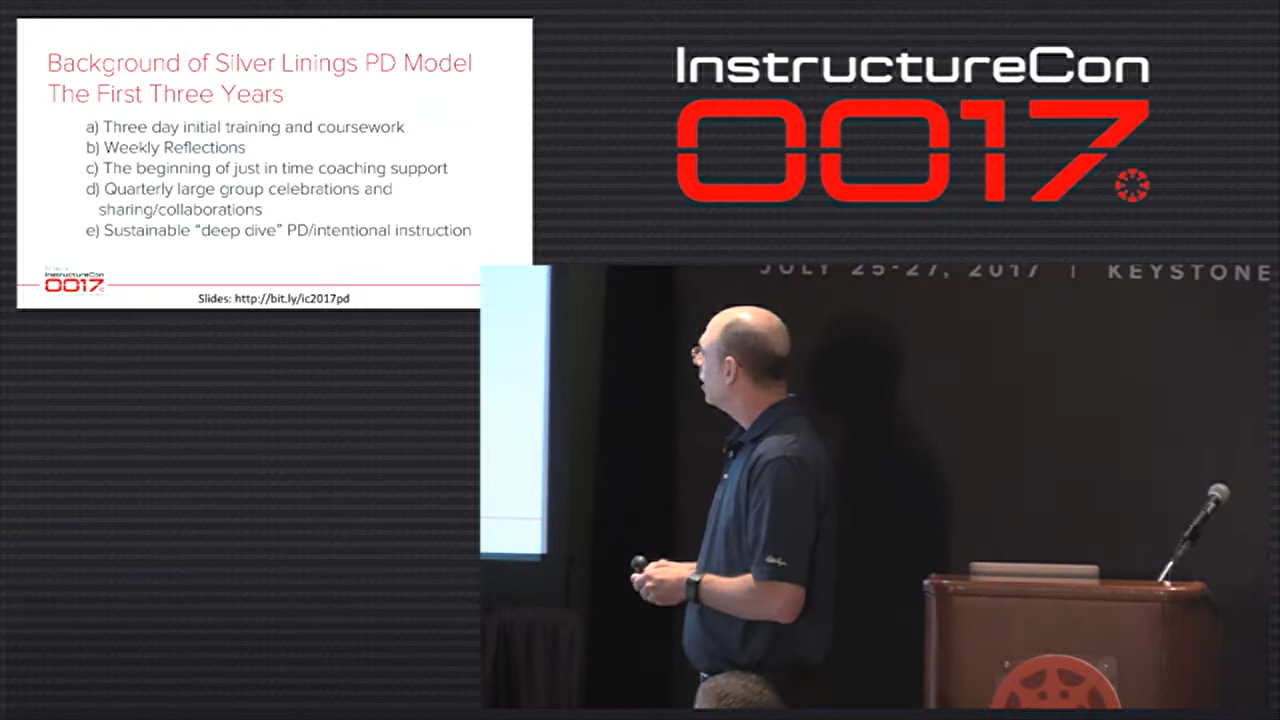 Background of Silver Linings PD Model
The First Three Years
a) Three day initial training and coursework
b) Weekly Reflections
c) The beginning of just in time coaching support
d) Quarterly large group celebrations and
sharing/collaborations
e) Sustainable “deep dive” PD/intentional instruction
InstructureCon
0017
Slides: http://bit.ly/ic2017pd
InstructureCon
0017
JULY 25-27, 2017 | KEYSTONE